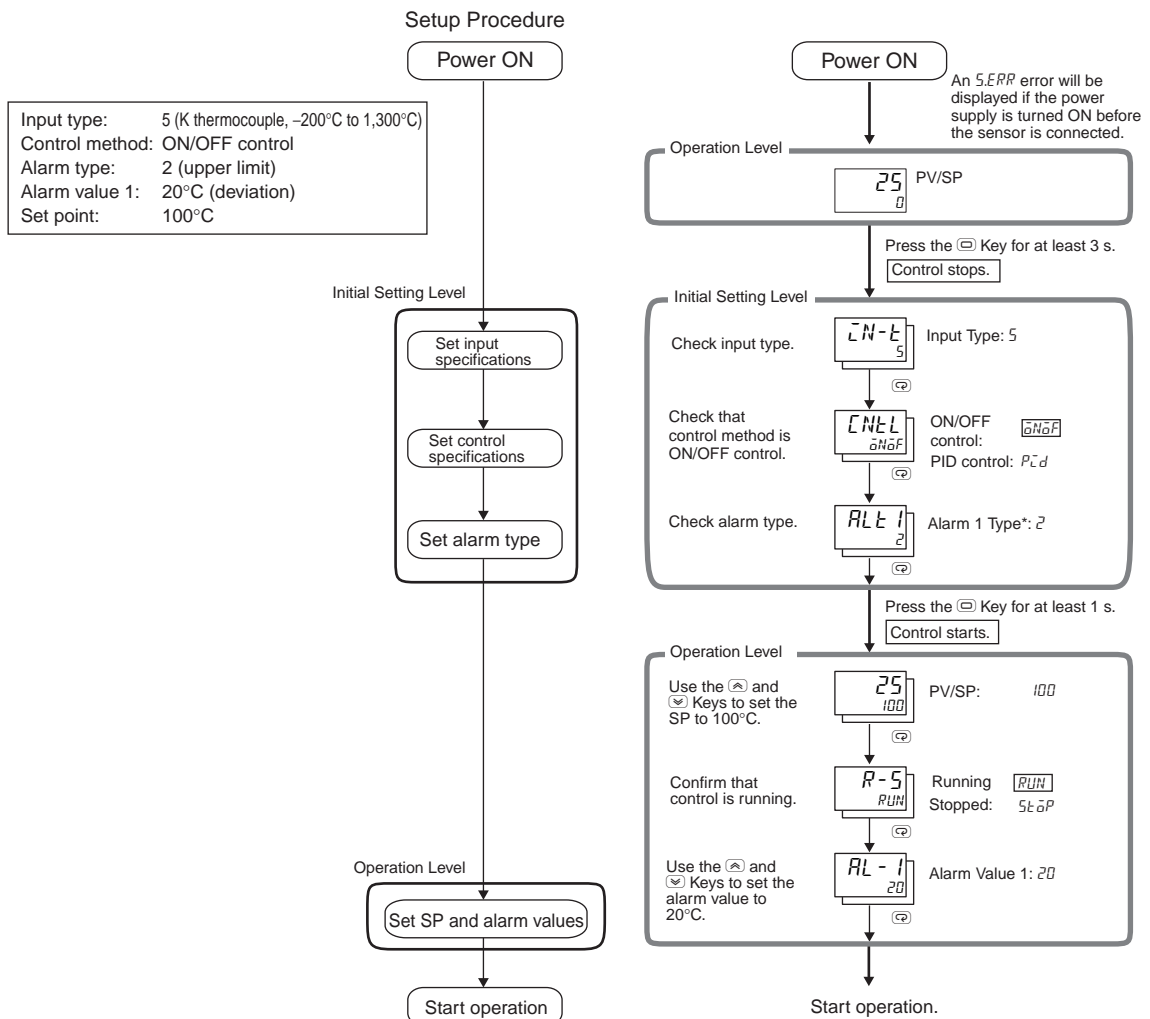 Setup Procedure
Power ON
Input type: 5 (K thermocouple, −200°C to 1,300°C)
Control method: ON/OFF control
Alarm type: 2 (upper limit)
Alarm value 1: 20°C (deviation)
Set point: 100°C
Initial Setting Level
Set input
specifications
Set control
specifications
Set alarm type
Operation Level
Set SP and alarm values
Start operation
Power ON
An S.ERR error will be
displayed if the power
supply is turned ON before
the sensor is connected.
Operation Level
25
0
PV/SP
Press the Key for at least 3 s.
Control stops.
Initial Setting Level
Check input type.
IN-t
5
Input Type: 5
Check that
control method is
ON/OFF control.
CNtL
oNoF
ON/OFF
control: oNoF
PID control: Pid
Check alarm type.
ALt1
2
Alarm 1 Type*: 2
Press the Key for at least 1 s.
Control starts.
Operation Level
Use the and
Keys to set the
SP to 100°C.
25
100
PV/SP: 100
Confirm that
control is running.
R-S
RUN
Running RUN
Stopped: StoP
Use the and
Keys to set the
alarm value to
20°C.
AL-1
20
Alarm Value 1: 20
Start operation.